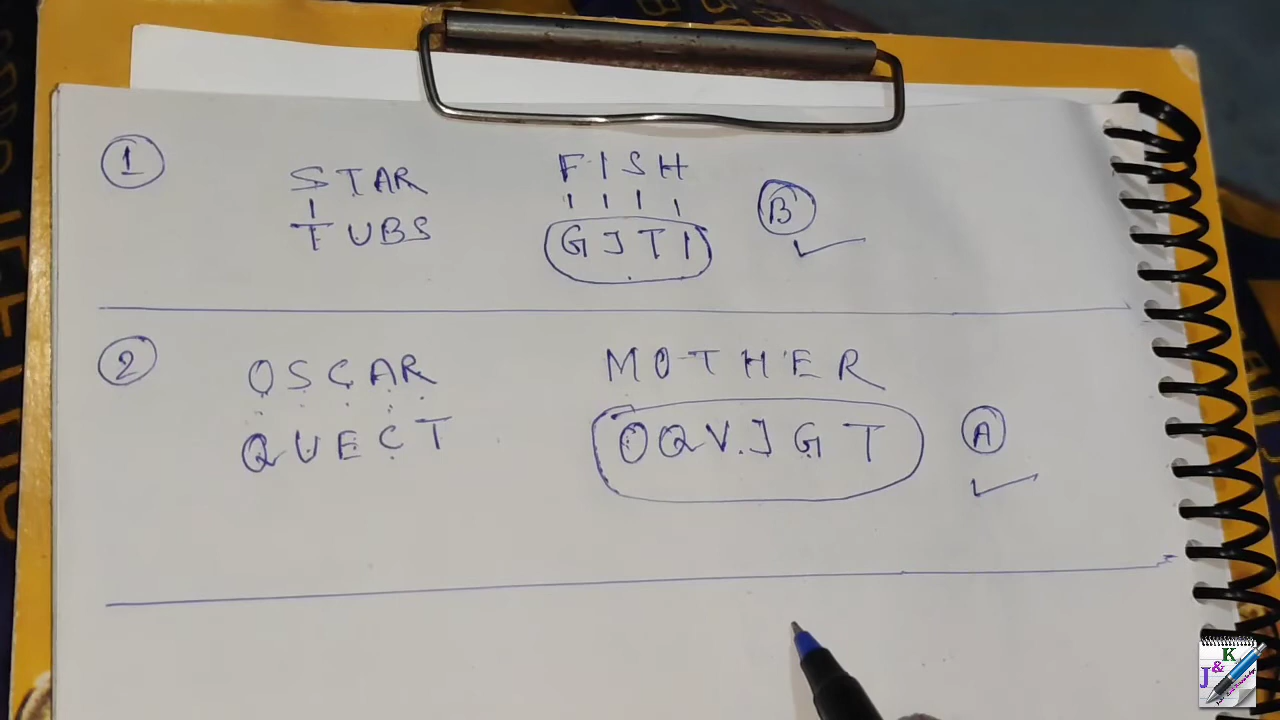 1 STAR FISH
TUBS GJTI B
2 OSCAR MOTHER
QUECT OQVJGT A
J&K